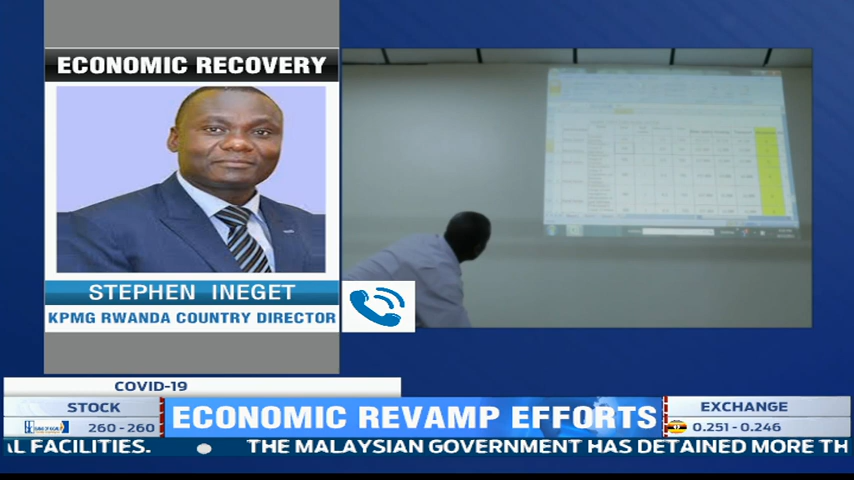 ECONOMIC RECOVERY
STEPHEN INEGET
KPMG RWANDA COUNTRY DIRECTOR
COVID-19
STOCK
260 - 260
ECONOMIC REVAMP EFFORTS
EXCHANGE
0.251 - 0.246
AL FACILITIES. THE MALAYSIAN GOVERNMENT HAS DETAINED MORE TH